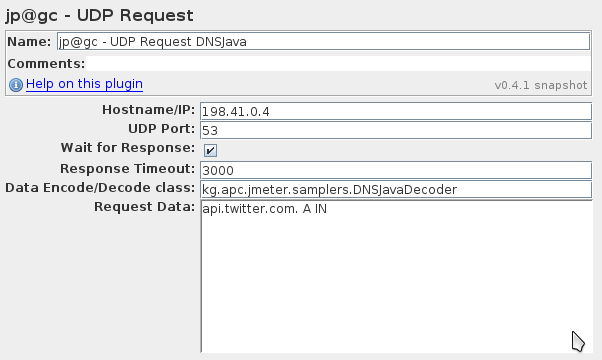 jp@gc - UDP Request
Name: jp@gc - UDP Request DNSJava
Comments:
Help on this plugin v0.4.1 snapshot
Hostname/IP: 198.41.0.4
UDP Port: 53
Wait for Response:
Response Timeout: 3000
Data Encode/Decode class: kg.apc.jmeter.samplers.DNSJavaDecoder
Request Data: api.twitter.com. A IN